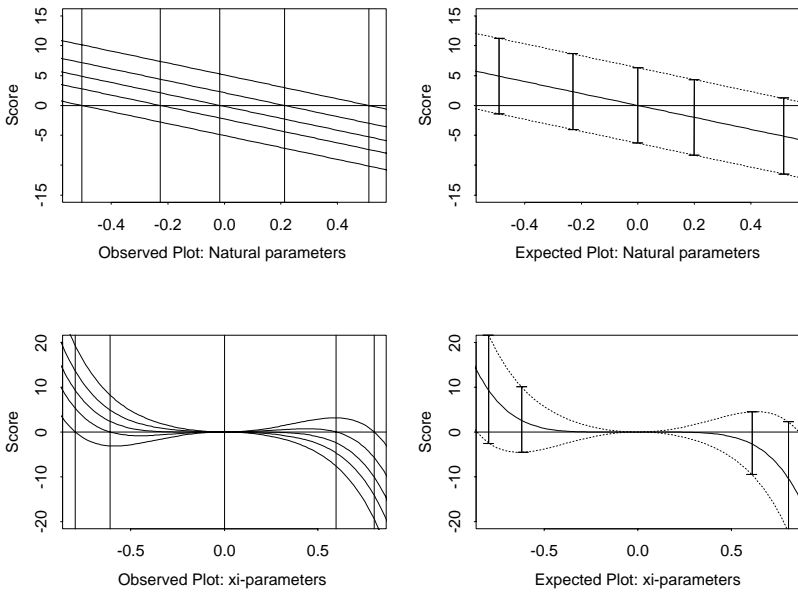 Score
15
10
5
0
-5
-15
-0.4 -0.2 0.0 0.2 0.4
Observed Plot: Natural parameters
Score
15
10
5
0
-5
-15
-0.4 -0.2 0.0 0.2 0.4
Expected Plot: Natural parameters
Score
20
10
0
-10
-20
-0.5 0.0 0.5
Observed Plot: xi-parameters
Score
20
10
0
-10
-20
-0.5 0.0 0.5
Expected Plot: xi-parameters